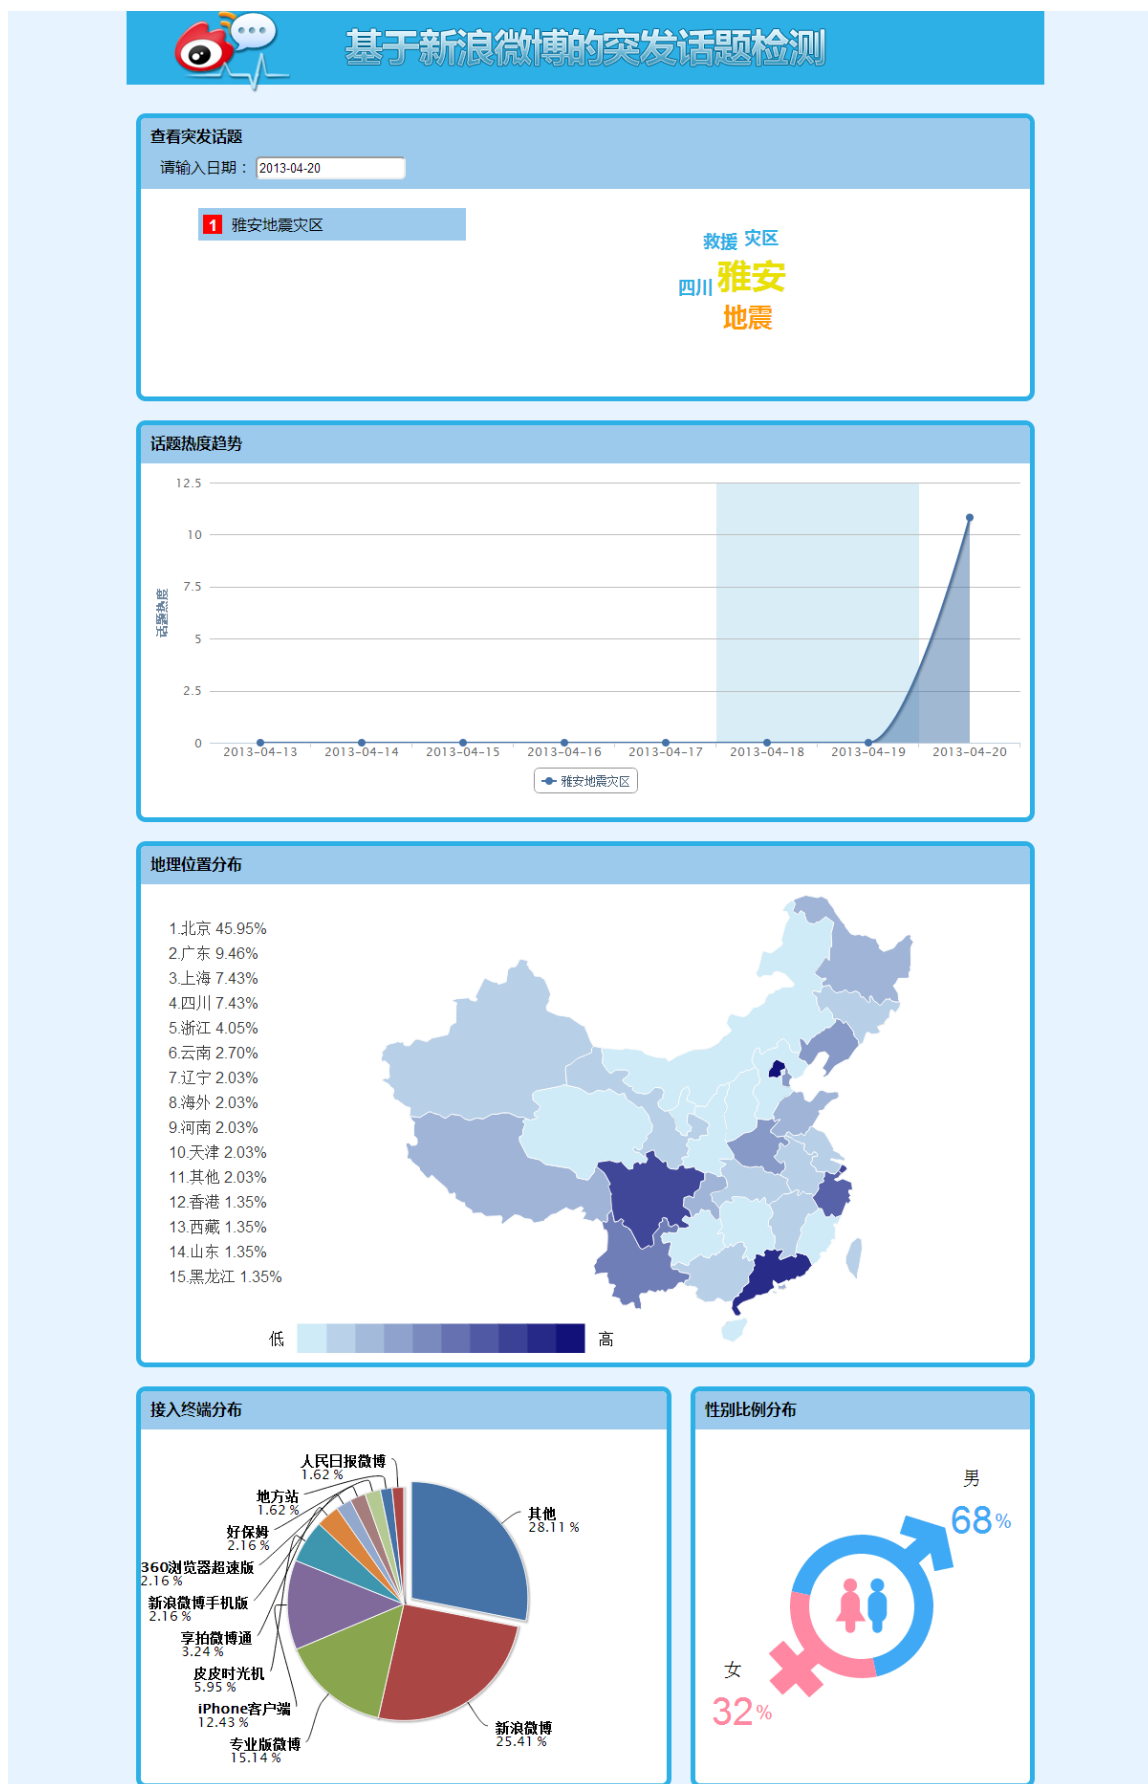 基于新浪微博的突发话题检测
查看突发话题
请输入日期： 2013-04-20
1 雅安地震灾区
救援 灾区
四川 雅安
地震
话题热度趋势
12.5
10
7.5
5
2.5
0
话题热度
2013-04-13 2013-04-14 2013-04-15 2013-04-16 2013-04-17 2013-04-18 2013-04-19 2013-04-20
雅安地震灾区
地理位置分布
1.北京 45.95%
2.广东 9.46%
3.上海 7.43%
4.四川 7.43%
5.浙江 4.05%
6.云南 2.70%
7.辽宁 2.03%
8.海外 2.03%
9.河南 2.03%
10.天津 2.03%
11.其他 2.03%
12.香港 1.35%
13.西藏 1.35%
14.山东 1.35%
15.黑龙江 1.35%
低 高
接入终端分布
人民日报微博
1.62 %
地方站
1.62 %
好保姆
2.16 %
360浏览器超速版
2.16 %
新浪微博手机版
2.16 %
享拍微博通
3.24 %
皮皮时光机
5.95 %
iPhone客户端
12.43 %
专业版微博
15.14 %
其他
28.11 %
新浪微博
25.41 %
性别比例分布
男
68%
女
32%